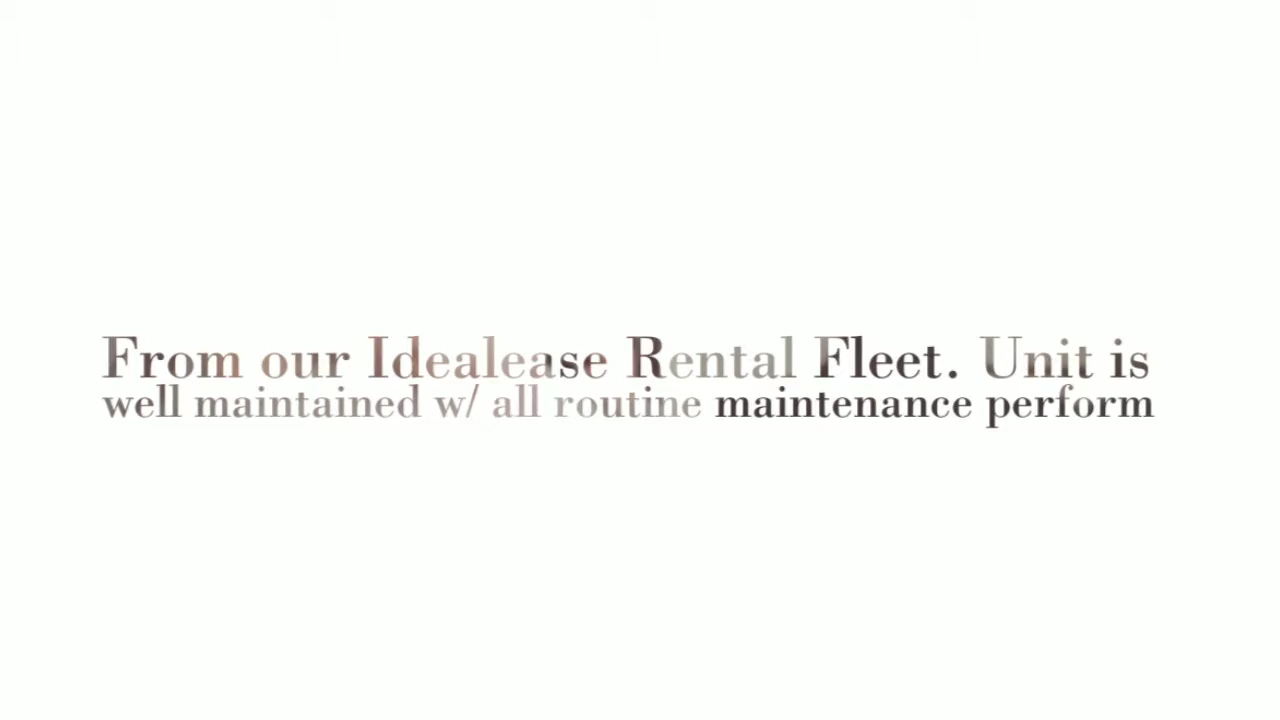 From our Idealease Rental Fleet. Unit is
well maintained w/ all routine maintenance perform